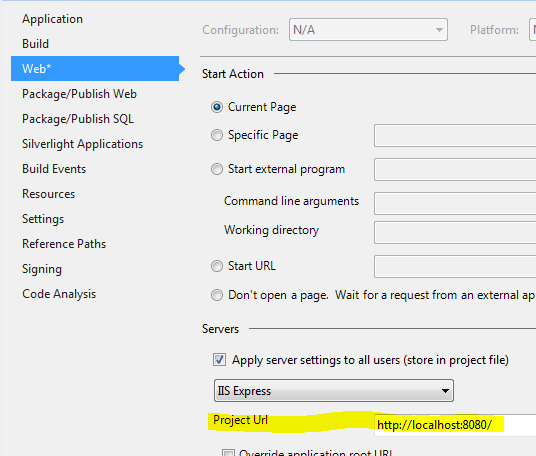 Application
Build
Web*
Package/Publish Web
Package/Publish SQL
Silverlight Applications
Build Events
Resources
Settings
Reference Paths
Signing
Code Analysis
Configuration: N/A Platform:
Start Action
Current Page
Specific Page
Start external program
Command line arguments
Working directory
Start URL
Don't open a page. Wait for a request from an external ap
Servers
Apply server settings to all users (store in project file)
IIS Express
Project Url http://localhost:8080/
Override application root URL